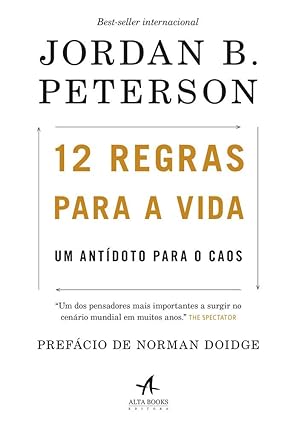 Best-seller internacional
JORDAN B.
PETERSON
12 REGRAS
PARA A VIDA
UM ANTÍDOTO PARA O CAOS
“Um dos pensadores mais importantes a surgir no
cenário mundial em muitos anos.” THE SPECTATOR
PREFÁCIO DE NORMAN DOIDGE
ALTA BOOKS
EDITORA